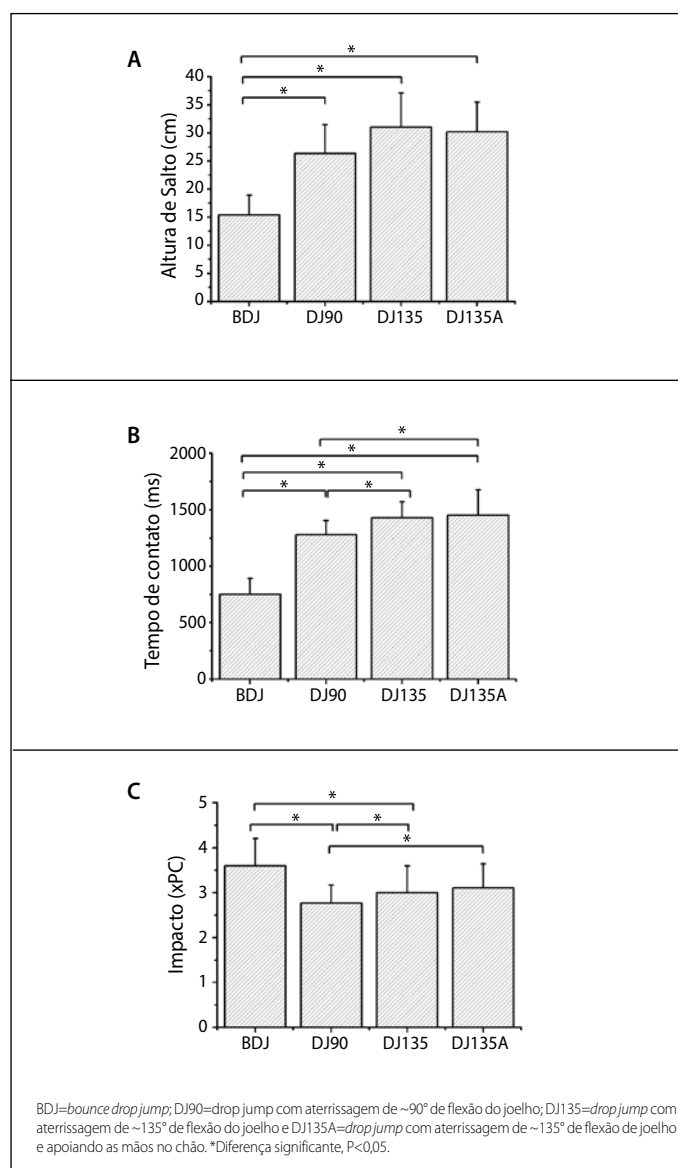 A
*
*
*
Altura de Salto (cm)
40
35
30
25
20
15
10
5
0
BDJ DJ90 DJ135 DJ135A
B
*
*
*
* *
Tempo de contato (ms)
2000
1500
1000
500
0
BDJ DJ90 DJ135 DJ135A
C
*
* *
*
Impacto (xPC)
5
4
3
2
1
0
BDJ DJ90 DJ135 DJ135A
BDJ=bounce drop jump; DJ90=drop jump com aterrissagem de ~90° de flexão do joelho; DJ135=drop jump com
aterrissagem de ~135° de flexão do joelho e DJ135A=drop jump com aterrissagem de ~135° de flexão de joelho
e apoiando as mãos no chão. *Diferença significante, P<0,05.